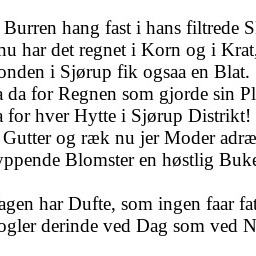 Burren hang fast i hans filtrede S
nu har det regnet i Korn og i Krat,
onden i Sjørup fik ogsaa en Blat.
a da for Regnen som gjorde sin Pl
a for hver Hytte i Sjørup Distrikt!
Gutter og ræk nu jer Moder adræ
yppende Blomster en høstlig Buke
agen har Dufte, som ingen faar fat
ogler derinde ved Dag som ved N